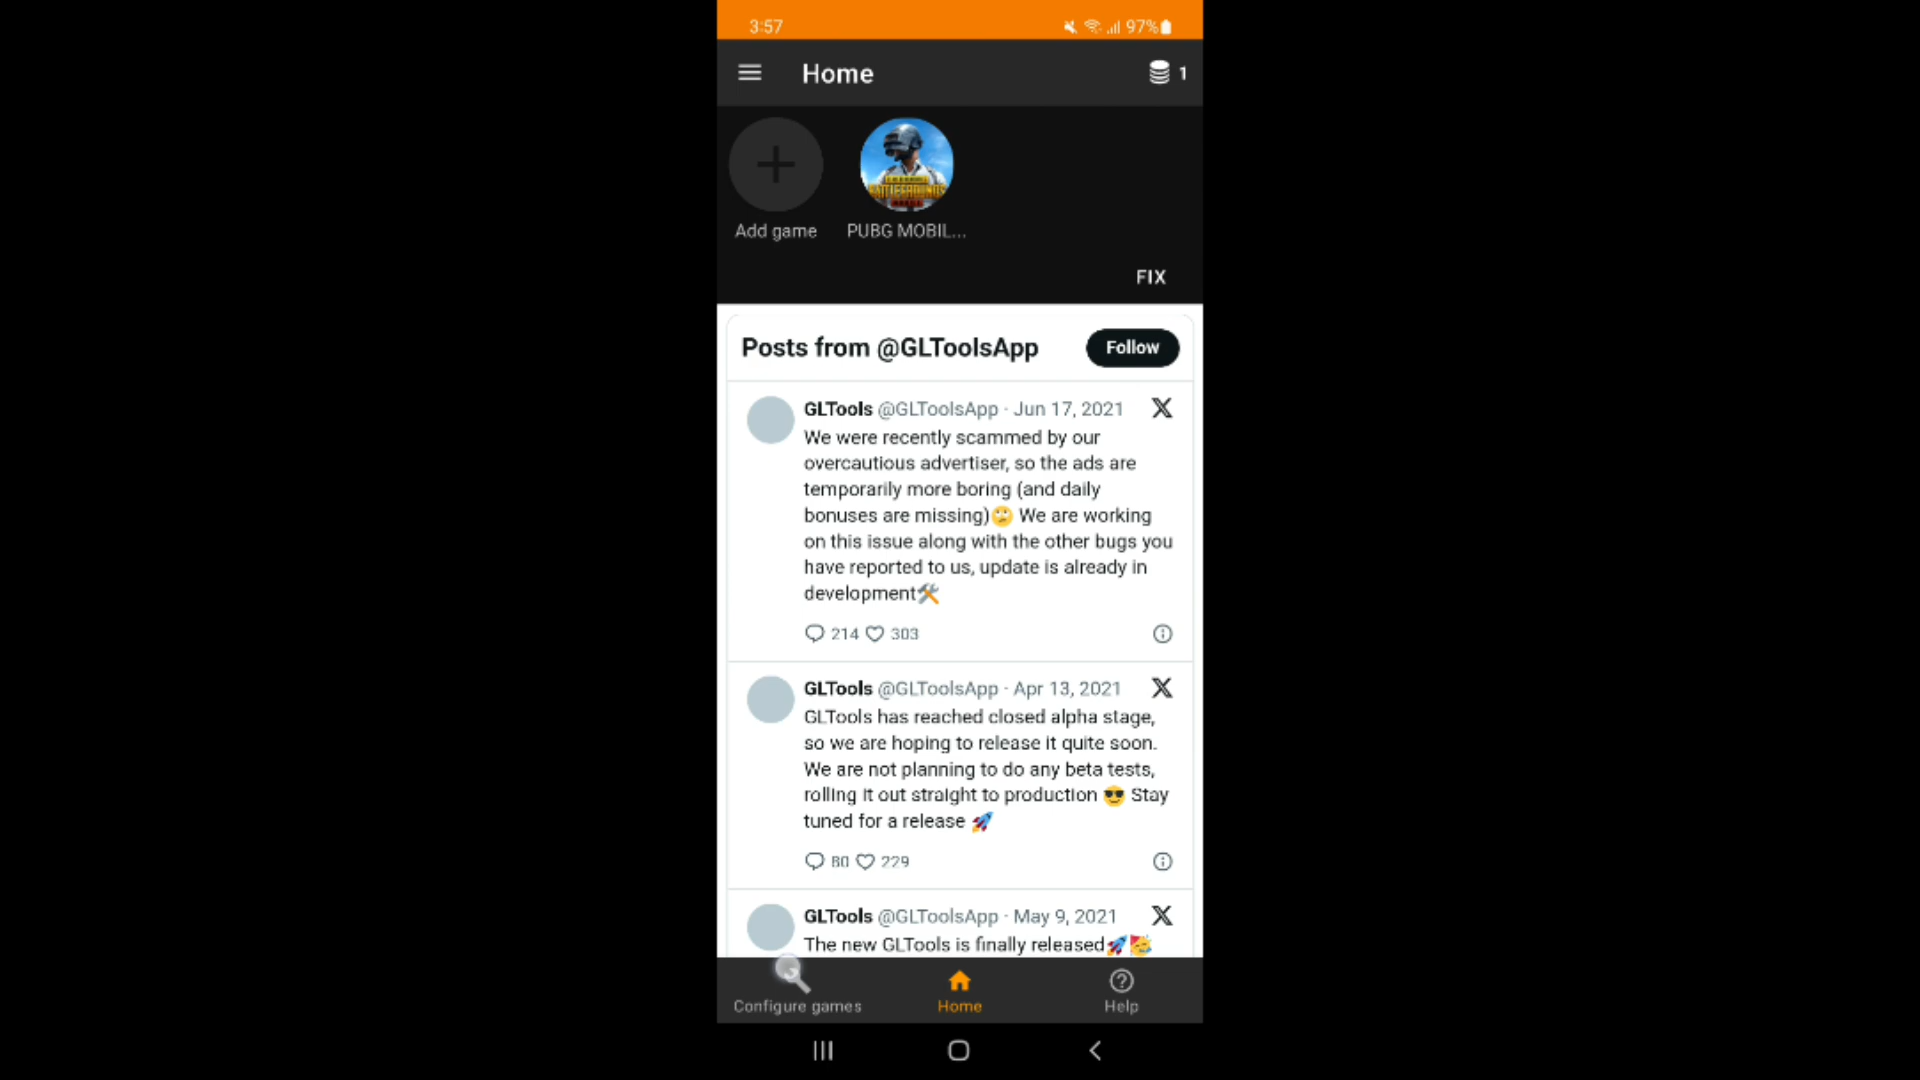 3:57
97%
Home
1
Add game
PUBG MOBIL...
FIX
Posts from @GLToolsApp
Follow
GLTools @GLToolsApp · Jun 17, 2021
We were recently scammed by our
overcautious advertiser, so the ads are
temporarily more boring (and daily
bonuses are missing)🙄 We are working
on this issue along with the other bugs you
have reported to us, update is already in
development🛠
214 303
GLTools @GLToolsApp · Apr 13, 2021
GLTools has reached closed alpha stage,
so we are hoping to release it quite soon.
We are not planning to do any beta tests,
rolling it out straight to production 😎 Stay
tuned for a release 🚀
80 229
GLTools @GLToolsApp · May 9, 2021
The new GLTools is finally released🚀🥳
Configure games
Home
Help